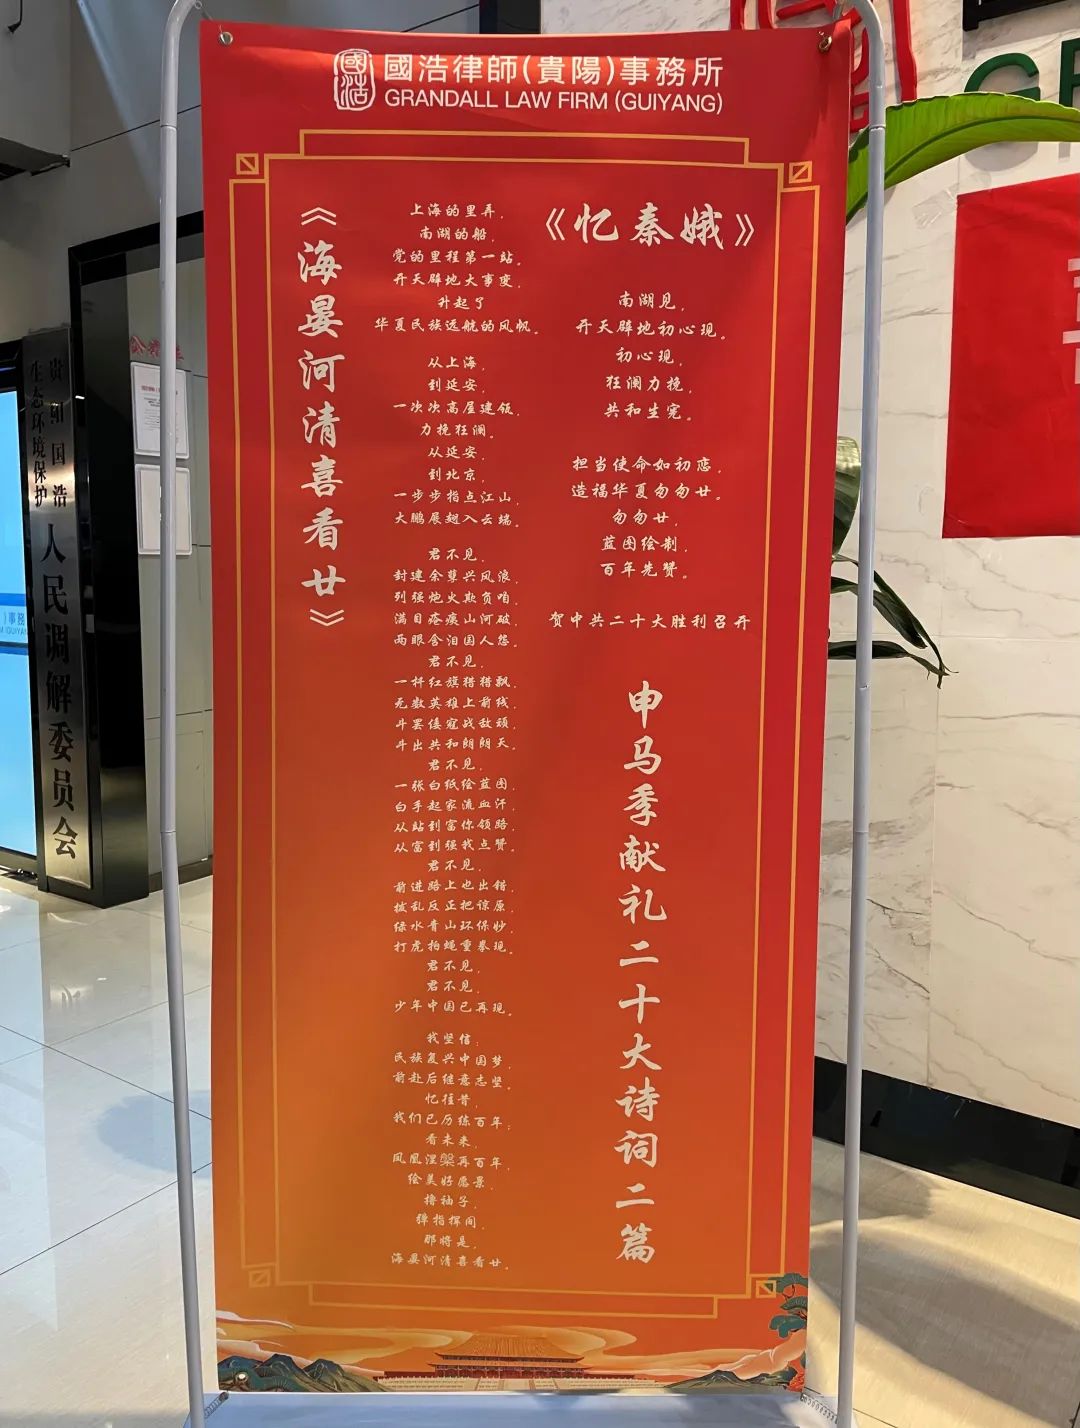 國浩律師(貴陽)事務所
GRANDALL LAW FIRM (GUIYANG)
《海晏河清喜看廿》
上海的里弄，
南湖的船，
党的里程第一站。
开天辟地大事变，
升起了
华夏民族远航的风帆。
从上海，
到延安，
一次次高屋建瓴，
力挽狂澜。
从延安，
到北京，
一步步指点江山，
大鹏展翅入云端。
君不见，
封建余孽兴风浪，
列强炮火欺负咱，
满目疮痍山河破，
两眼含泪国人怨。
君不见，
一杆红旗猎猎飘，
无数英雄上前线，
斗罢倭寇战敌顽，
斗出共和朗朗天。
君不见，
一张白纸绘蓝图，
白手起家流血汗，
从站到富你领路，
从富到强我点赞。
君不见，
前进路上也出错，
拨乱反正把谅原，
绿水青山环保妙，
打虎拍蝇重拳现。
君不见，
君不见，
少年中国已再现。
我坚信：
民族复兴中国梦，
前赴后继意志坚。
忆往昔，
我们已历练百年；
看未来，
凤凰涅槃再百年，
绘美好愿景，
撸袖子，
弹指挥间，
那将是，
海晏河清喜看廿。
《忆秦娥》
南湖见，
开天辟地初心现。
初心现，
狂澜力挽，
共和生宪。
担当使命如初恋，
造福华夏匆匆廿。
匆匆廿，
蓝图绘制，
百年先赞。
贺中共二十大胜利召开
申马季献礼二十大诗词二篇
贵阳国浩
生态环境保护
人民调解委员会